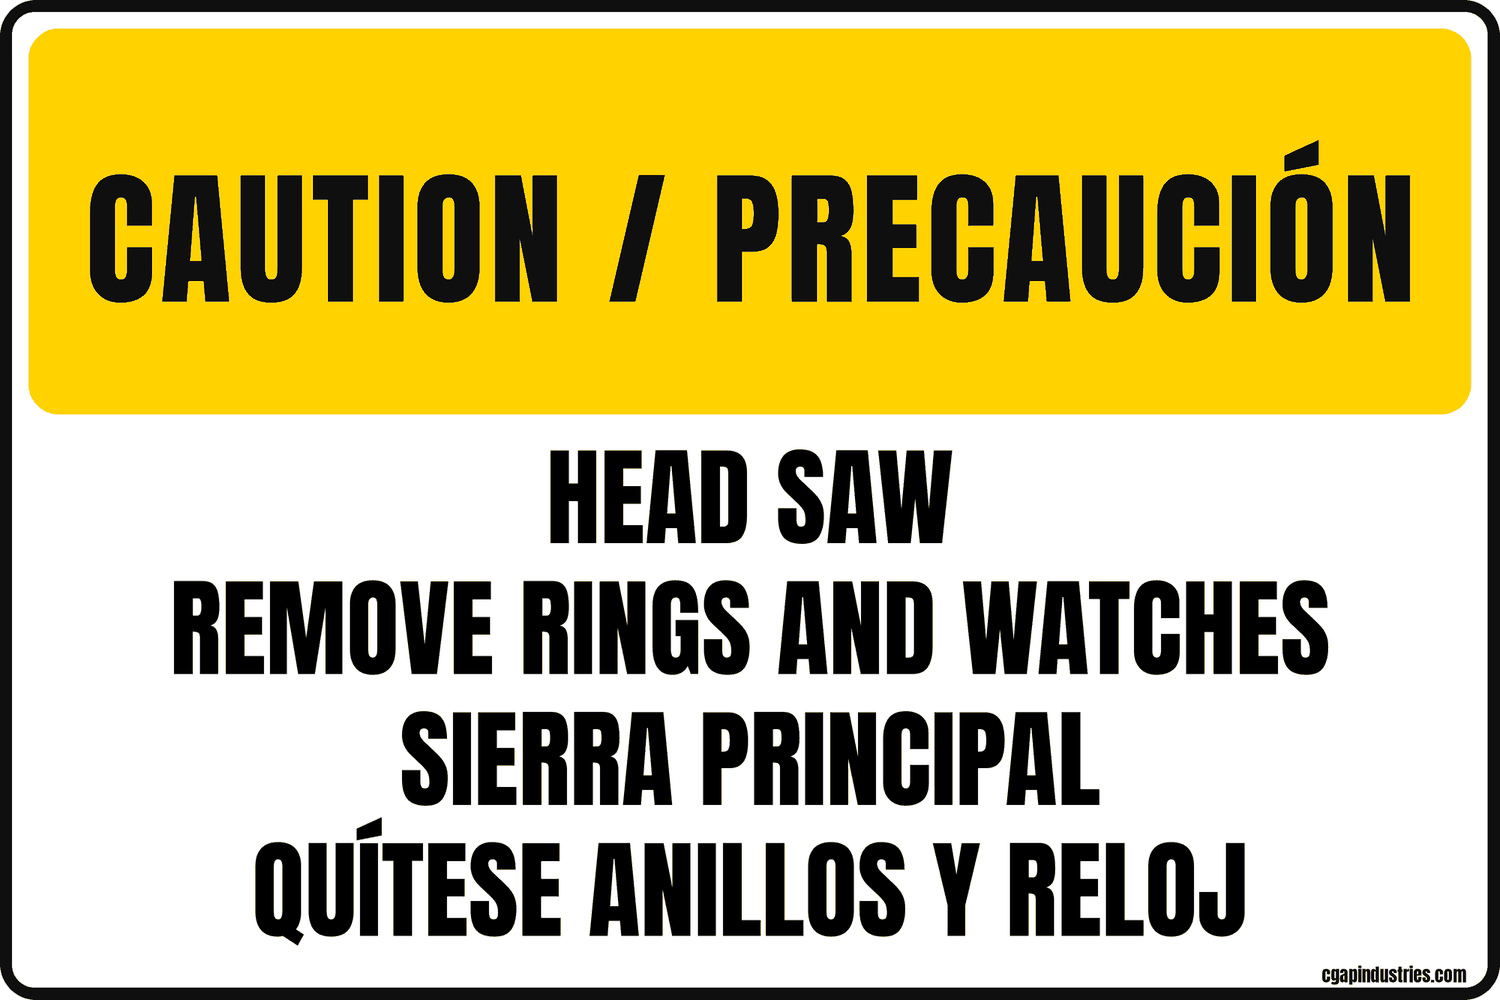 CAUTION / PRECAUCIÓN
HEAD SAW
REMOVE RINGS AND WATCHES
SIERRA PRINCIPAL
QUÍTESE ANILLOS Y RELOJ
cgapindustries.com